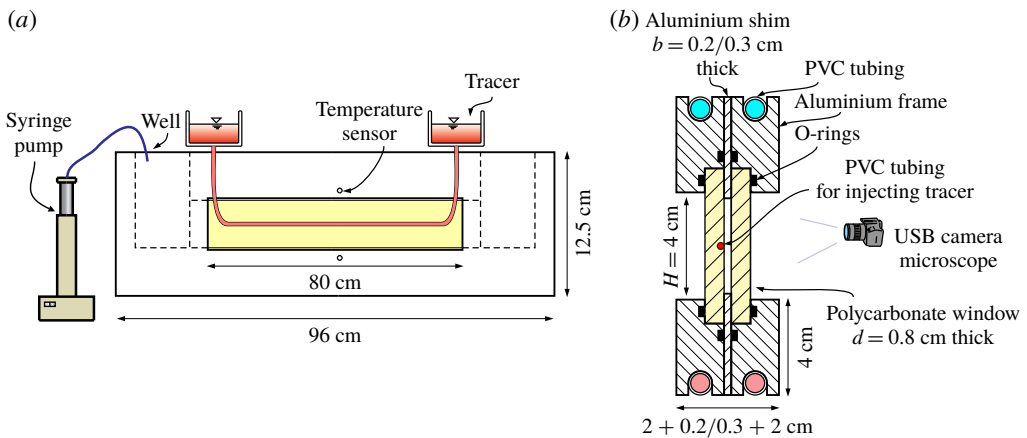 (a)
Syringe
pump
Well
Temperature
sensor
Tracer
80 cm
96 cm
12.5 cm
(b)
Aluminium shim
b = 0.2/0.3 cm
thick
PVC tubing
Aluminium frame
O-rings
PVC tubing
for injecting tracer
USB camera
microscope
H = 4 cm
Polycarbonate window
d = 0.8 cm thick
4 cm
2 + 0.2/0.3 + 2 cm